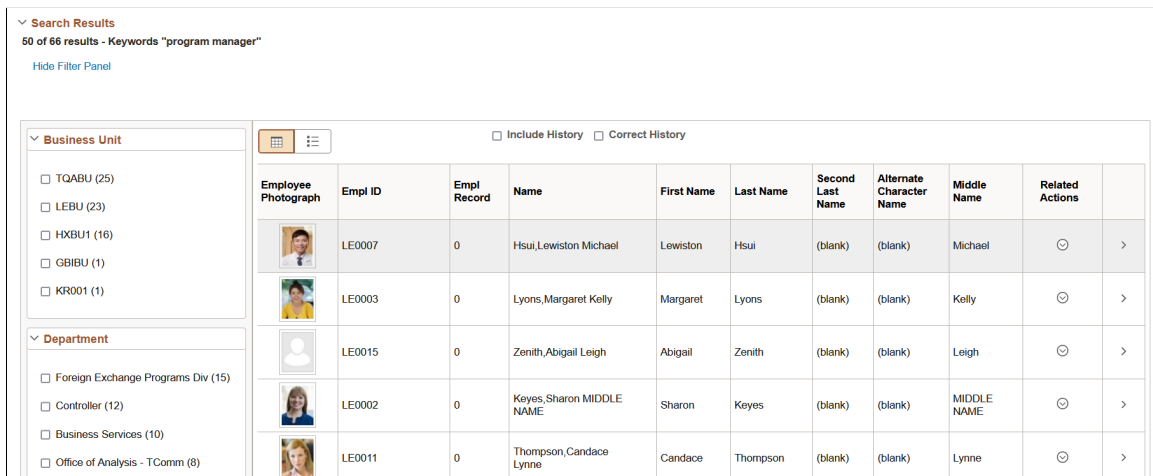 Search Results
50 of 66 results - Keywords "program manager"
Hide Filter Panel
Business Unit
TQABU (25)
LEBU (23)
HXBU1 (16)
GBIBU (1)
KR001 (1)
Department
Foreign Exchange Programs Div (15)
Controller (12)
Business Services (10)
Office of Analysis - TComm (8)
Include History Correct History
Employee Photograph Empl ID Empl Record Name First Name Last Name Second Last Name Alternate Character Name Middle Name Related Actions
LE0007 0 Hsui,Lewiston Michael Lewiston Hsui (blank) (blank) Michael
LE0003 0 Lyons,Margaret Kelly Margaret Lyons (blank) (blank) Kelly
LE0015 0 Zenith,Abigail Leigh Abigail Zenith (blank) (blank) Leigh
LE0002 0 Keyes,Sharon MIDDLE NAME Sharon Keyes (blank) (blank) MIDDLE NAME
LE0011 0 Thompson,Candace Lynne Candace Thompson (blank) (blank) Lynne